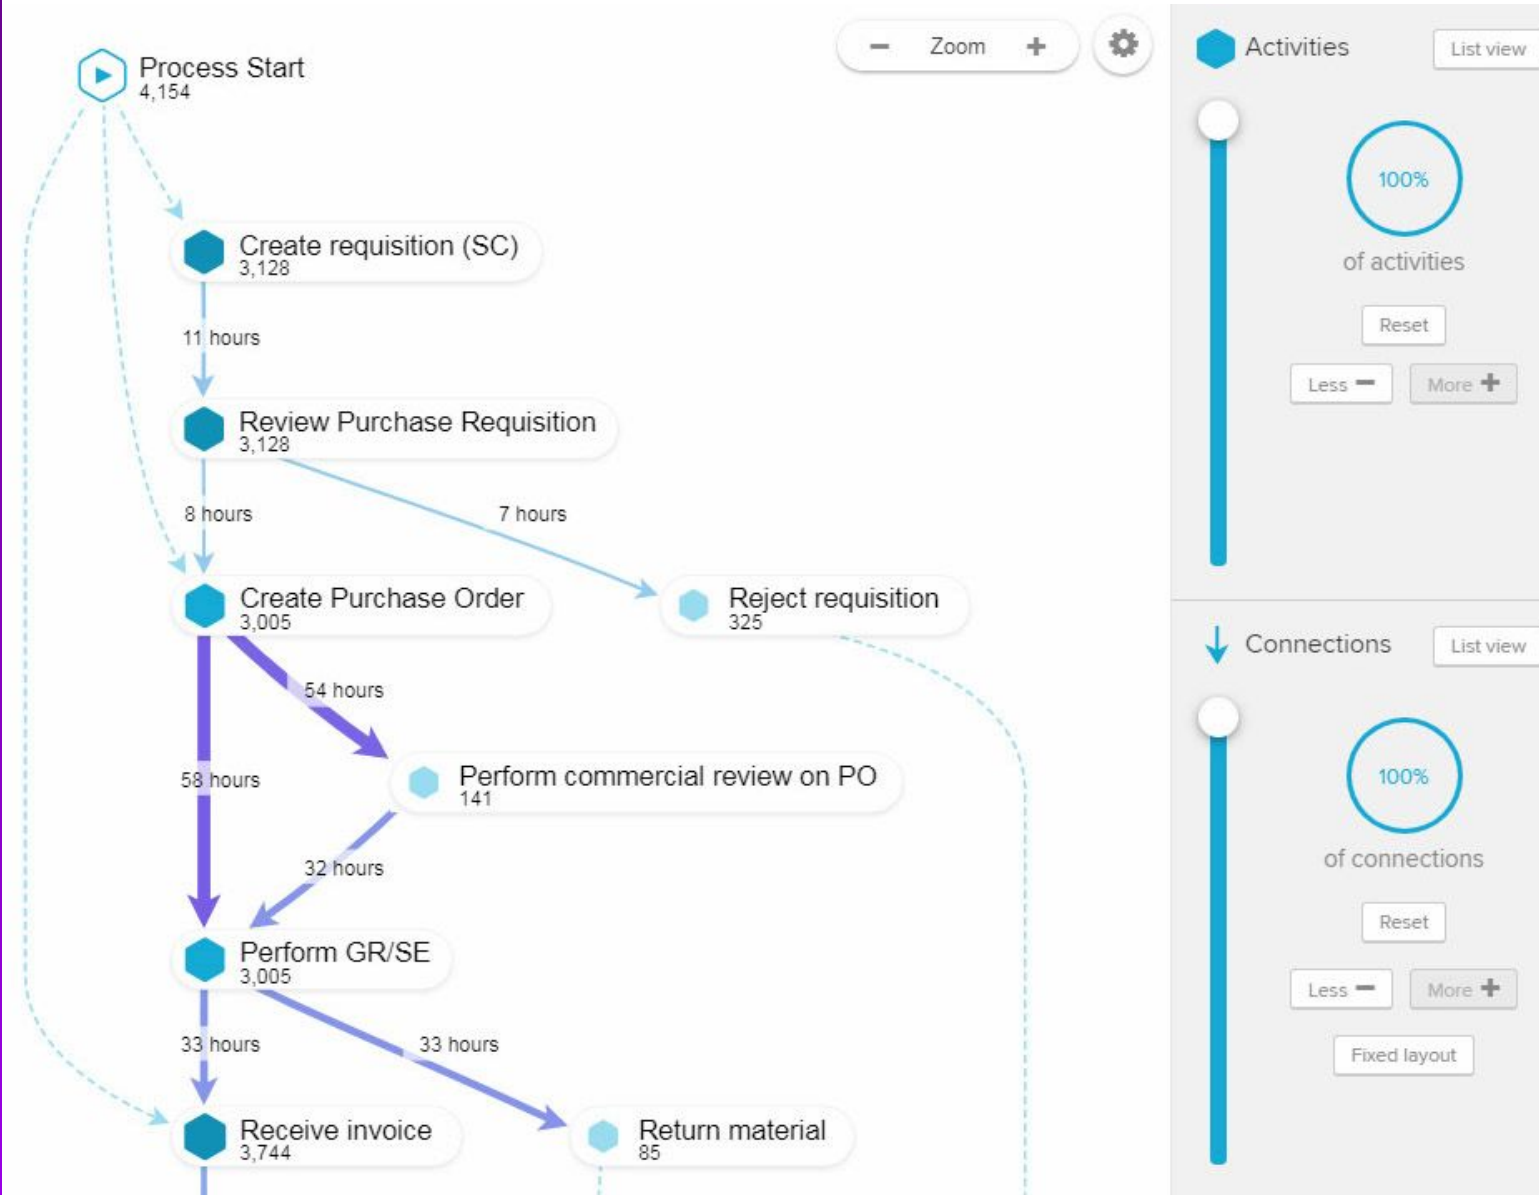 Process Start
4,154
Zoom
Create requisition (SC)
3,128
11 hours
Review Purchase Requisition
3,128
8 hours
7 hours
Create Purchase Order
3,005
Reject requisition
325
54 hours
58 hours
Perform commercial review on PO
141
32 hours
Perform GR/SE
3,005
33 hours
33 hours
Receive invoice
3,744
Return material
85
Activities
List view
100%
of activities
Reset
Less −
More +
Connections
List view
100%
of connections
Reset
Less −
More +
Fixed layout